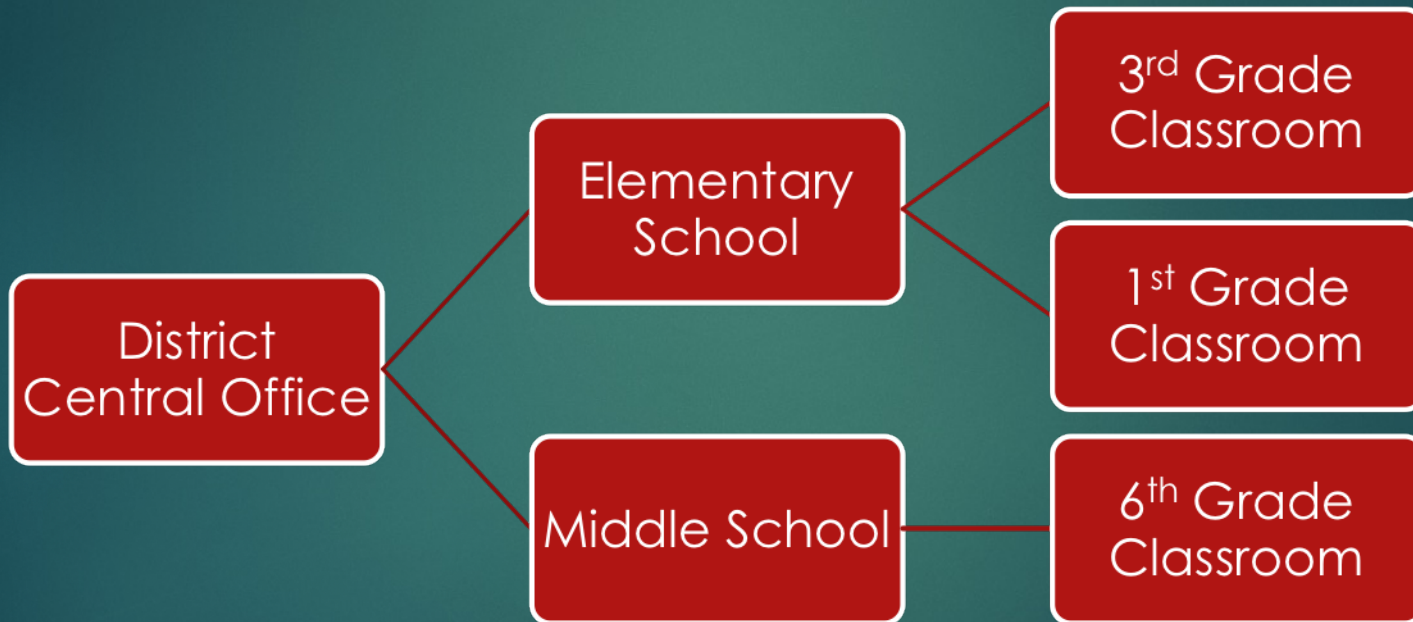 District
Central Office
Elementary
School
Middle School
3rd Grade
Classroom
1st Grade
Classroom
6th Grade
Classroom